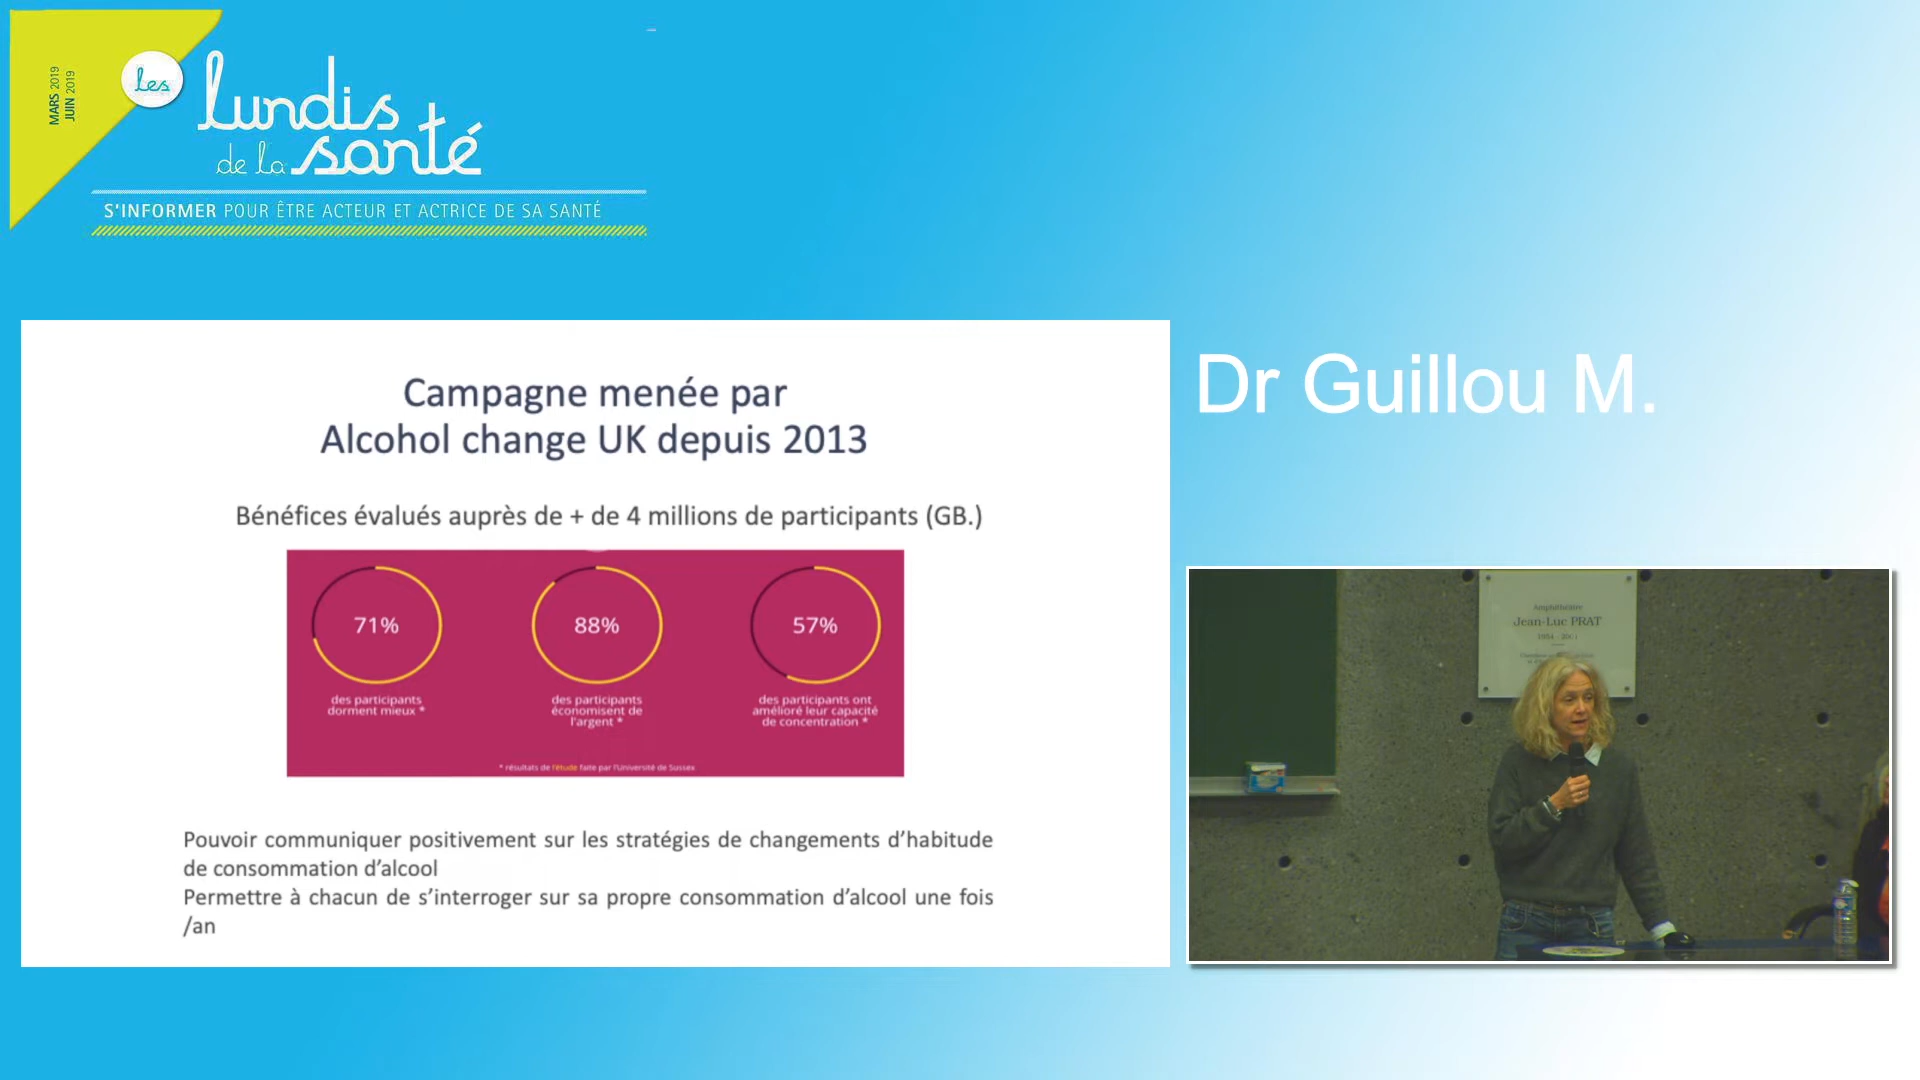 MARS 2019
JUIN 2019
les
lundis
de la santé
S'INFORMER POUR ÊTRE ACTEUR ET ACTRICE DE SA SANTÉ
Campagne menée par
Alcohol change UK depuis 2013
Bénéfices évalués auprès de + de 4 millions de participants (GB.)
71%
des participants
dorment mieux *
88%
des participants
économisent de
l'argent *
57%
des participants ont
amélioré leur capacité
de concentration *
* résultats de l'étude faite par l'Université de Sussex
Pouvoir communiquer positivement sur les stratégies de changements d'habitude
de consommation d'alcool
Permettre à chacun de s'interroger sur sa propre consommation d'alcool une fois
/an
Dr Guillou M.
Amphithéâtre
Jean-Luc PRAT